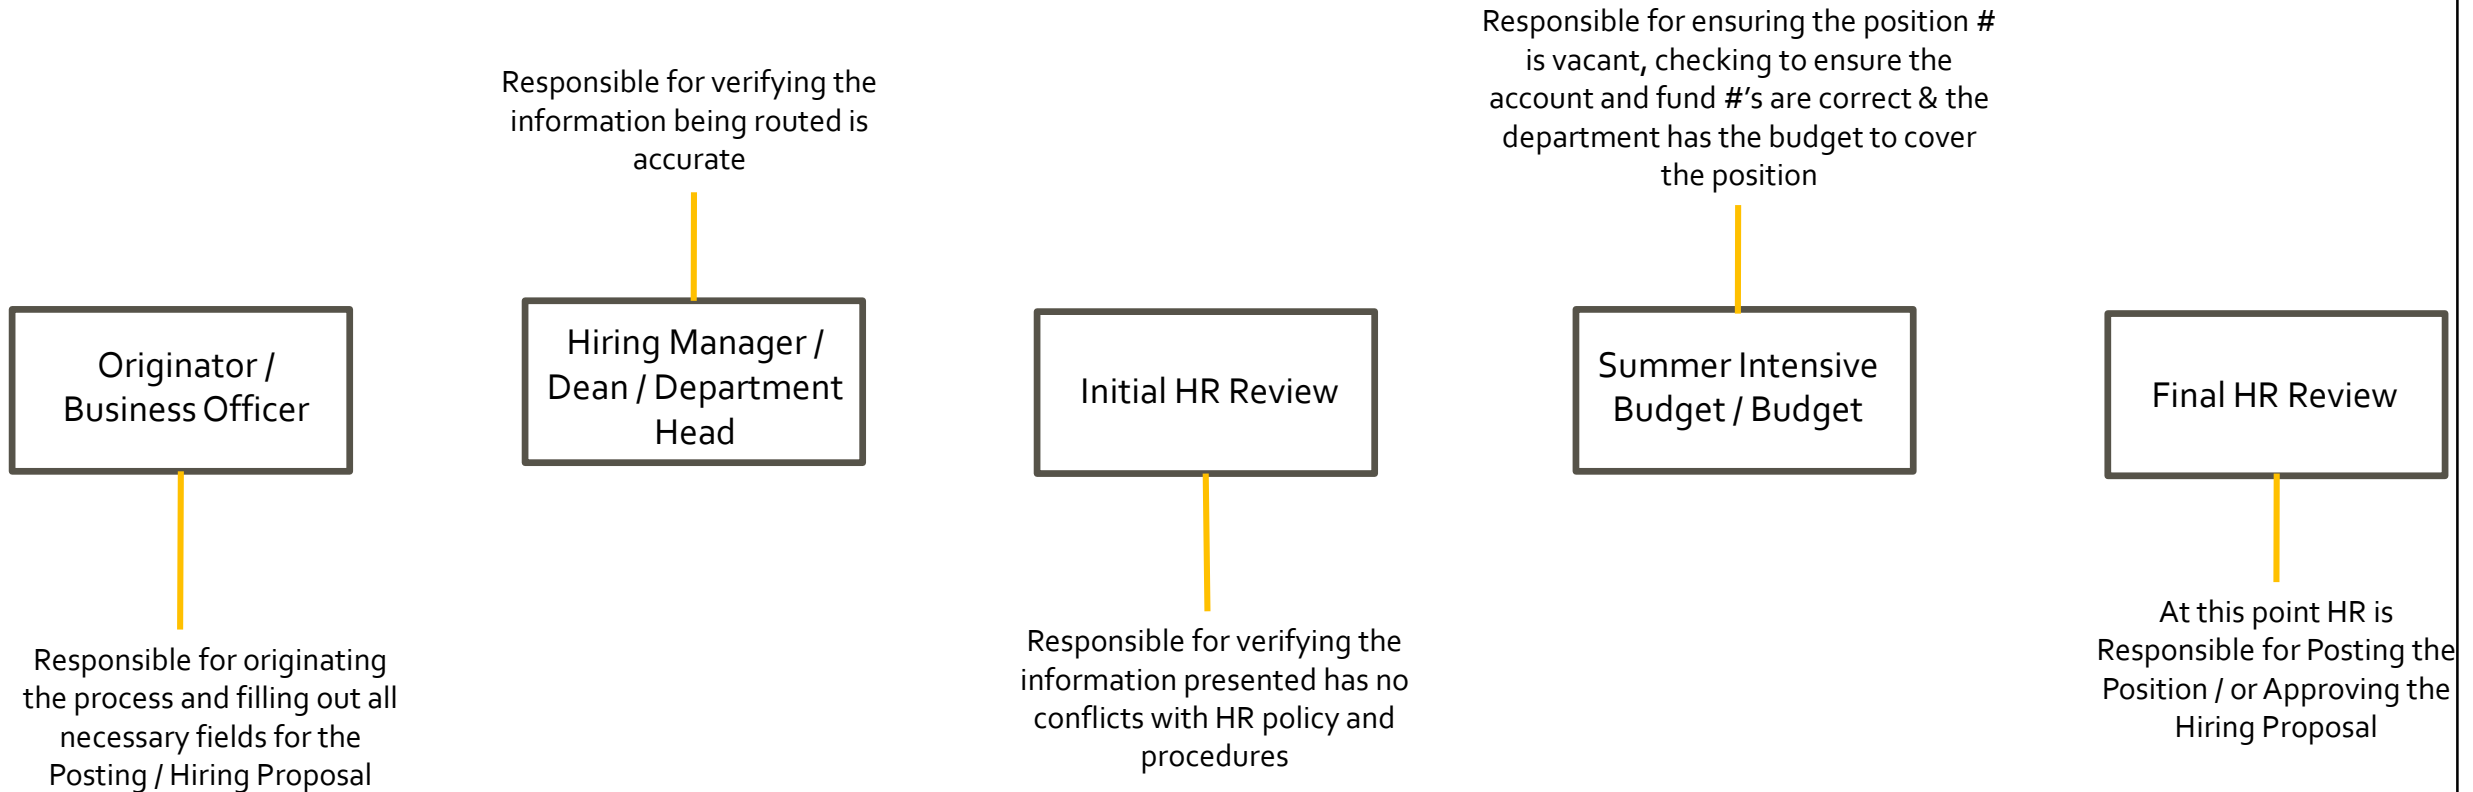 Originator /
Business Officer
Responsible for originating
the process and filling out all
necessary fields for the
Posting / Hiring Proposal
Responsible for verifying the
information being routed is
accurate
Hiring Manager /
Dean / Department
Head
Initial HR Review
Responsible for verifying the
information presented has no
conflicts with HR policy and
procedures
Responsible for ensuring the position #
is vacant, checking to ensure the
account and fund #'s are correct & the
department has the budget to cover
the position
Summer Intensive
Budget / Budget
Final HR Review
At this point HR is
Responsible for Posting the
Position / or Approving the
Hiring Proposal